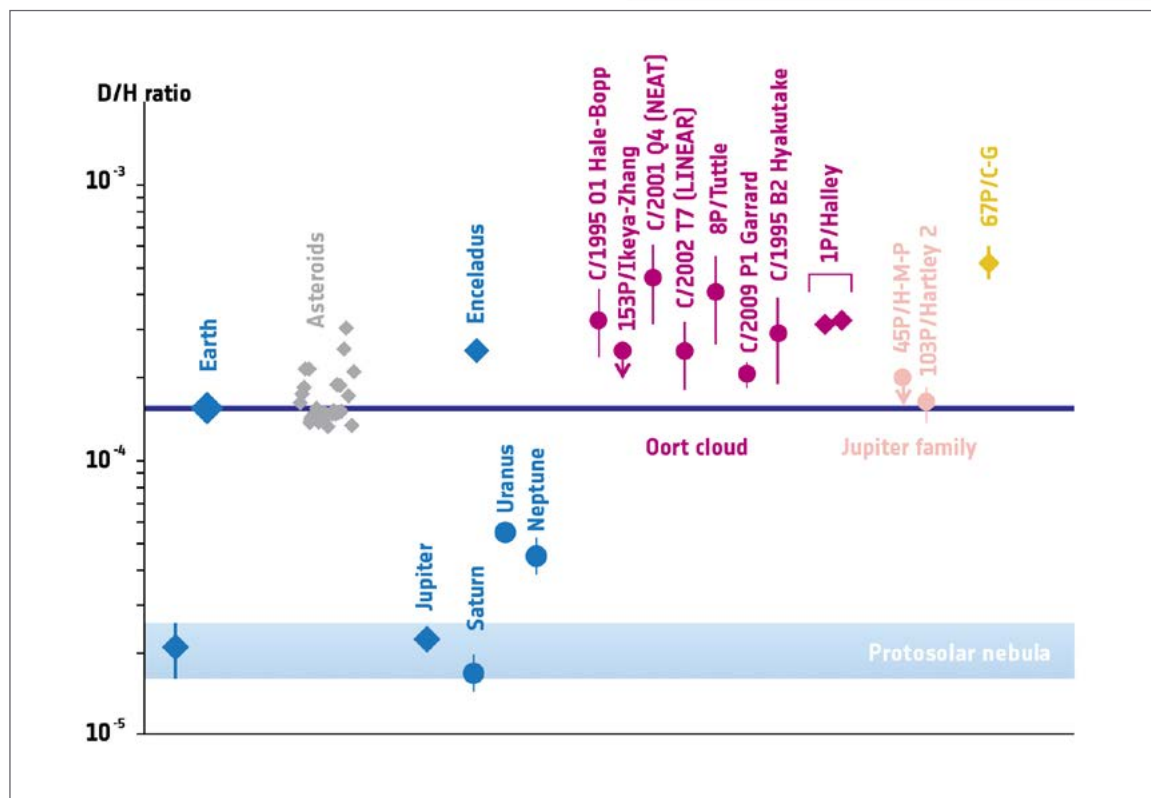 D/H ratio
10-3
10-4
10-5
Earth
Asteroids
Enceladus
Jupiter
Saturn
Uranus
Neptune
C/1995 O1 Hale-Bopp
153P/Ikeya-Zhang
C/2001 Q4 (NEAT)
C/2002 T7 (LINEAR)
8P/Tuttle
C/2009 P1 Garrard
C/1995 B2 Hyakutake
1P/Halley
45P/H-M-P
103P/Hartley 2
67P/C-G
Oort cloud
Jupiter family
Protosolar nebula